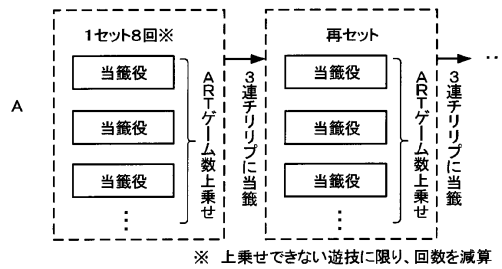 A
1セット8回※
当籤役
当籤役
当籤役
ARTゲーム数上乗せ
3連チリリプに当籤
再セット
当籤役
当籤役
当籤役
ARTゲーム数上乗せ
3連チリリプに当籤
※ 上乗せできない遊技に限り、回数を減算